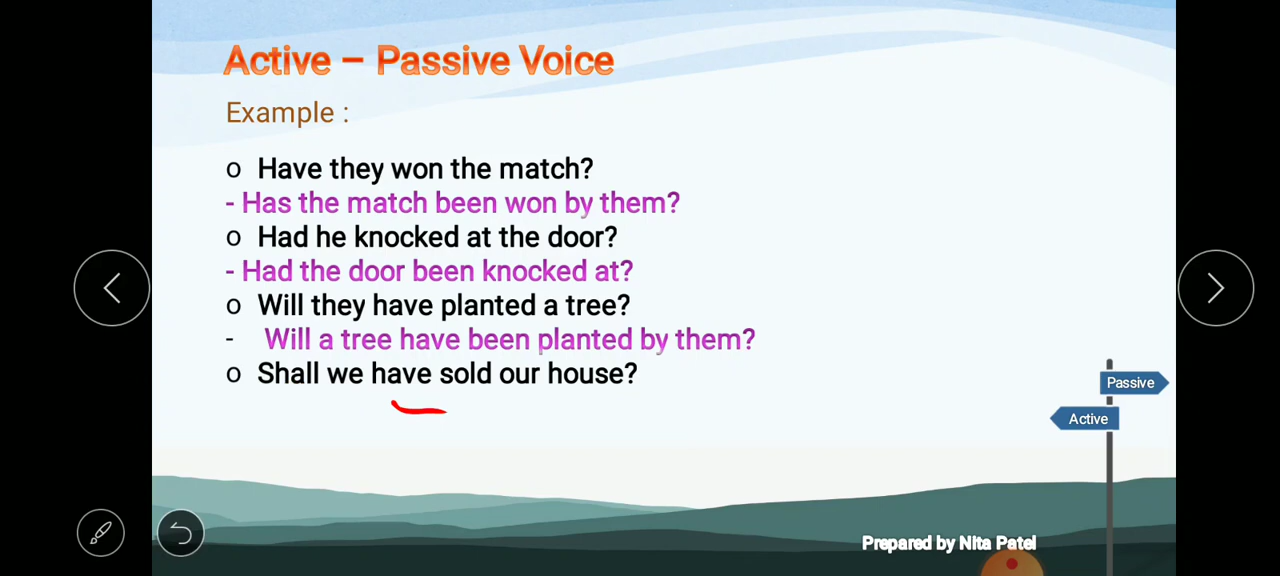 Active – Passive Voice
Example :
o Have they won the match?
- Has the match been won by them?
o Had he knocked at the door?
- Had the door been knocked at?
o Will they have planted a tree?
- Will a tree have been planted by them?
o Shall we have sold our house?
Passive
Active
Prepared by Nita Patel